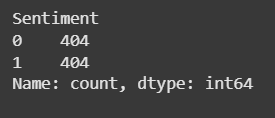 Sentiment
0    404
1    404
Name: count, dtype: int64